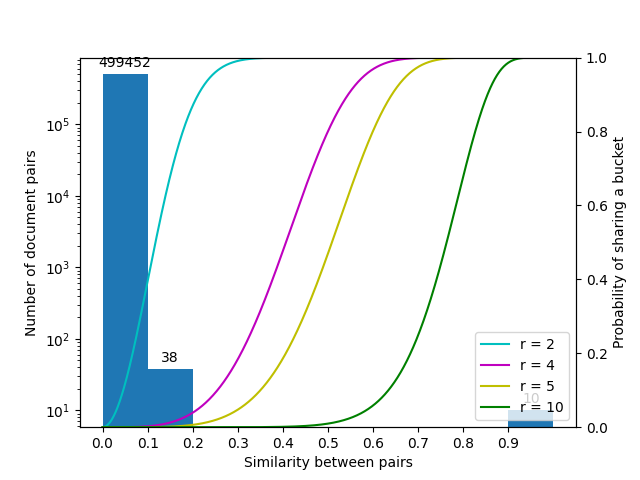 499452
38
10
10⁵
10⁴
10³
10²
10¹
Number of document pairs
1.0
0.8
0.6
0.4
0.2
0.0
Probability of sharing a bucket
r = 2
r = 4
r = 5
r = 10
0.0 0.1 0.2 0.3 0.4 0.5 0.6 0.7 0.8 0.9
Similarity between pairs